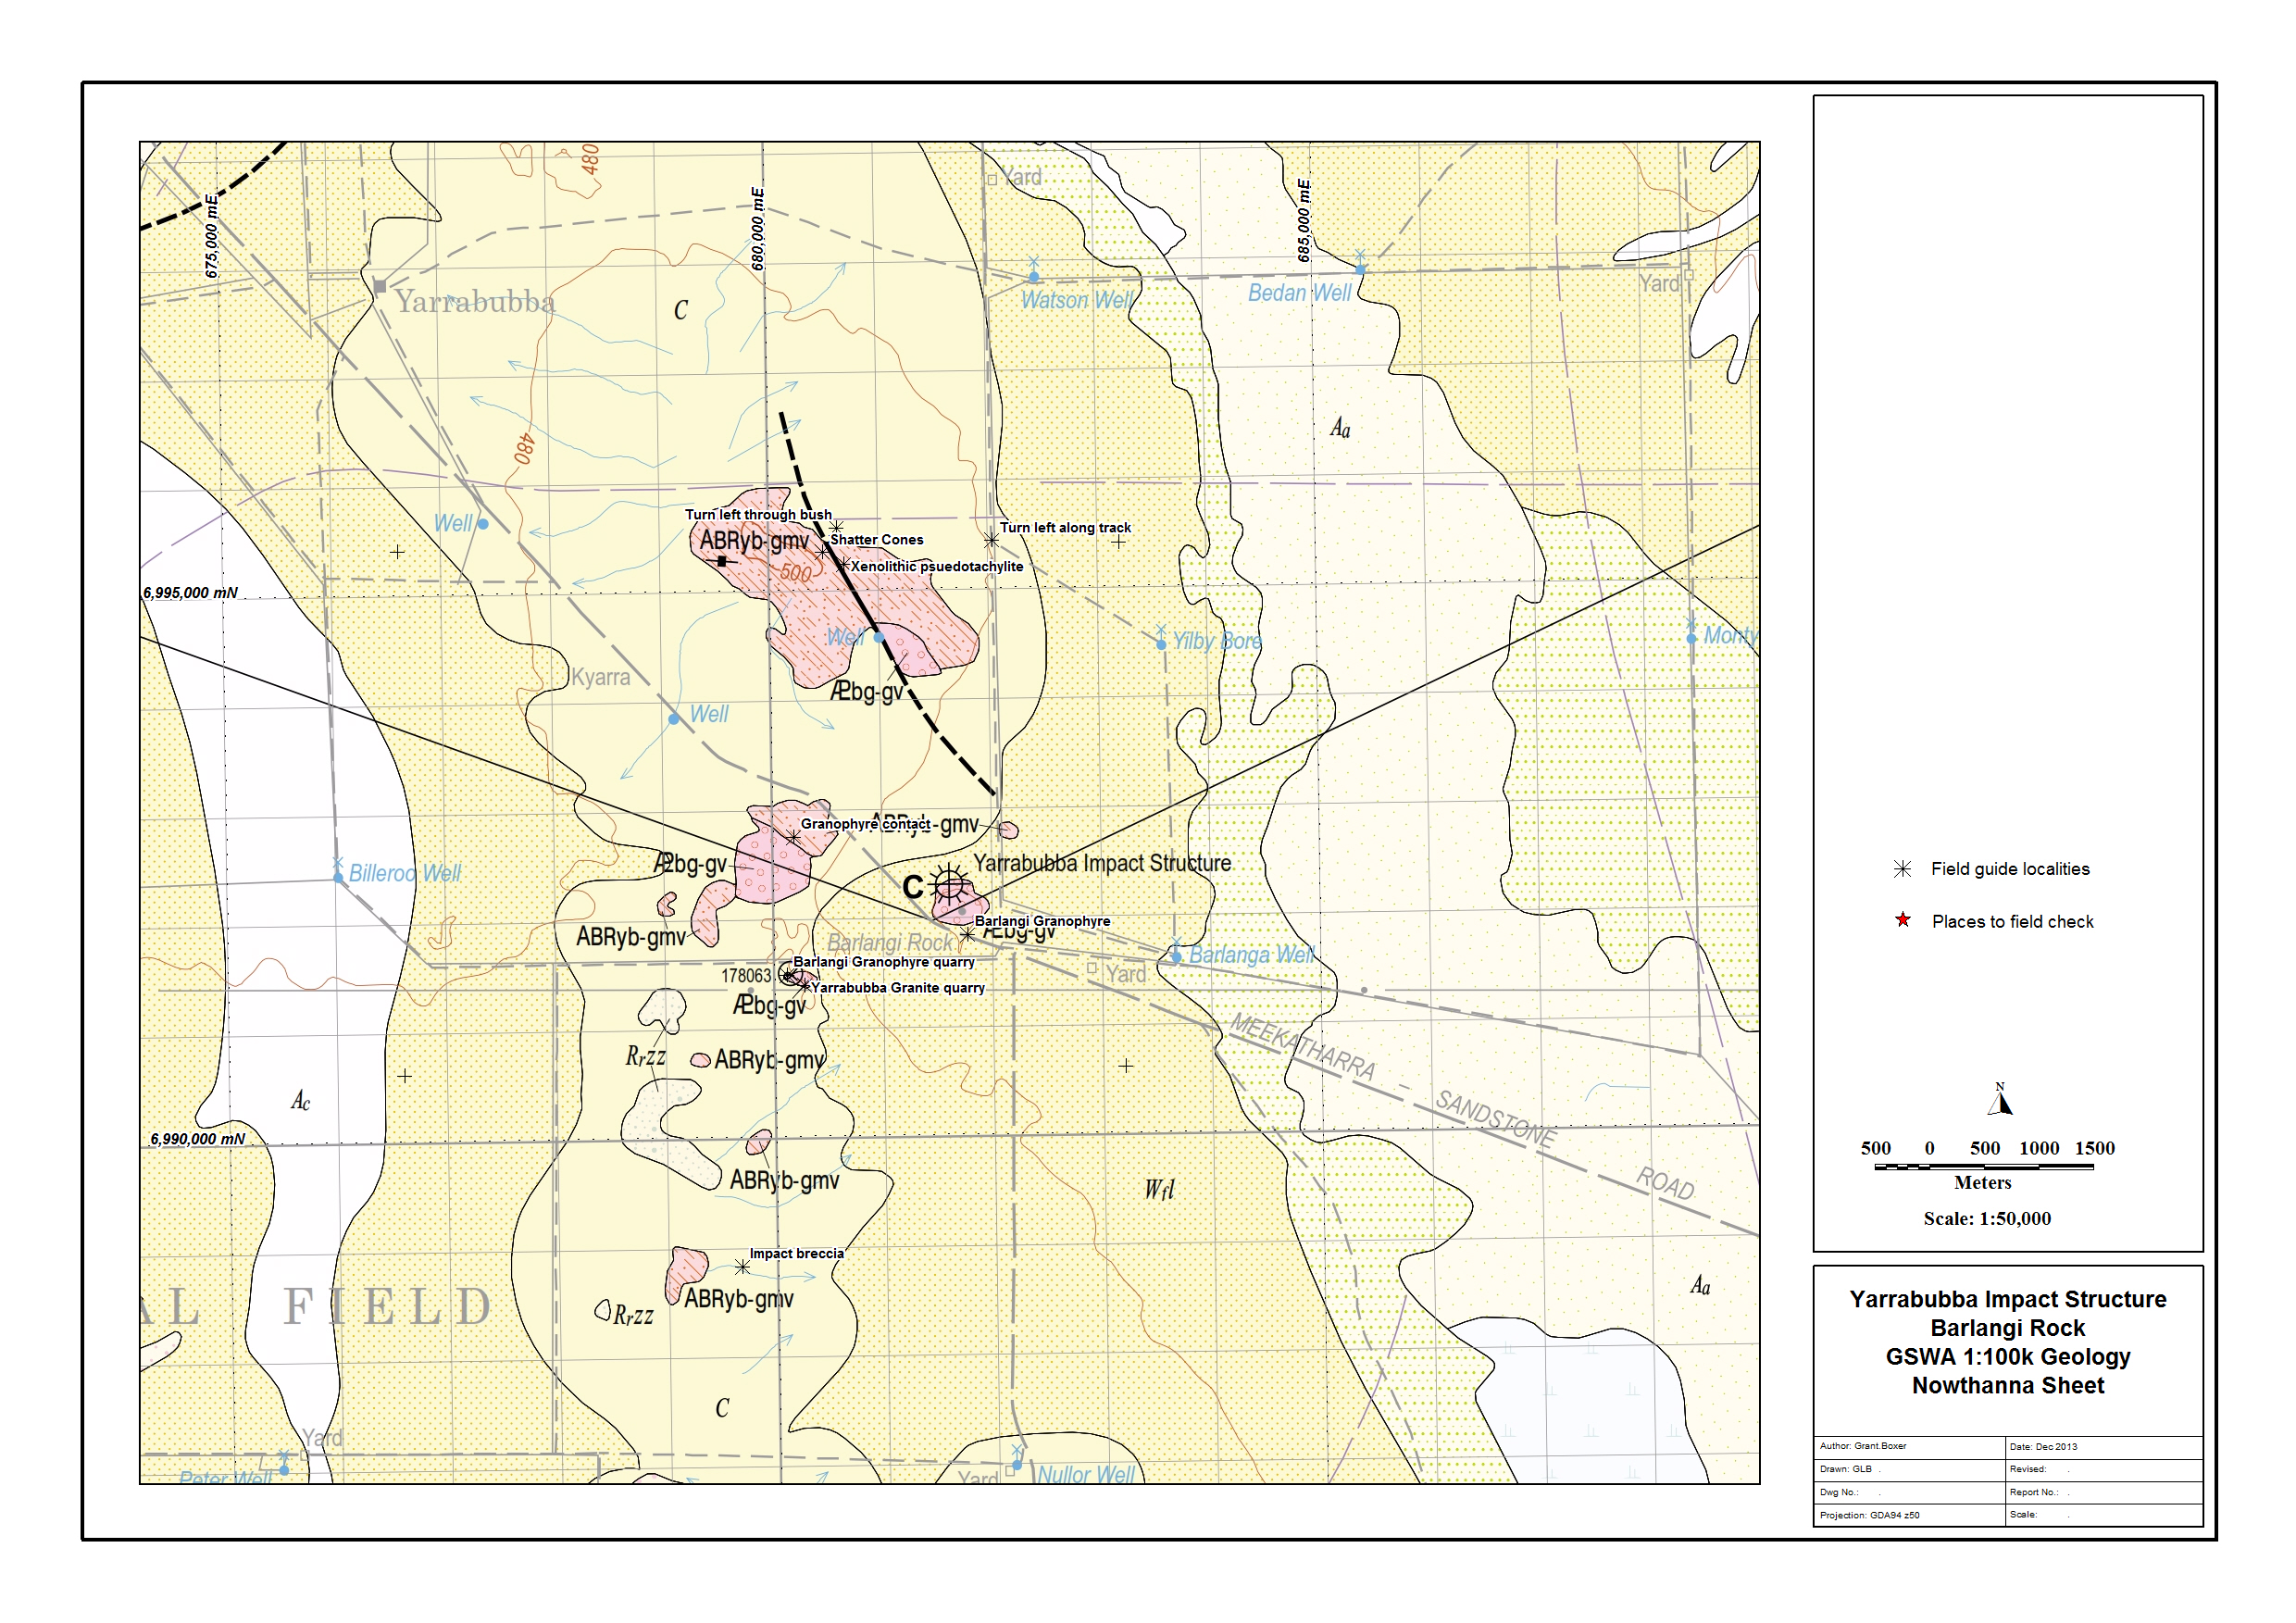 480
Yard
675,000 mE
680,000 mE
685,000 mE
Yarrabubba
C
Watson Well
Bedan Well
Yard
480
Aa
Well
Turn left through bush
ABRyb-gmv
Shatter Cones
Turn left along track
Xenolithic psuedotachylite
500
6,995,000 mN
Well
Yilby Bore
Monty
Kyarra
Æbg-gv
Well
Granophyre contact
ABRyb-gmv
Æbg-gv
Yarrabubba Impact Structure
C
Billeroo Well
Barlangi Granophyre
Æbg-gv
ABRyb-gmv
Barlangi Rock
Barlanga Well
Barlangi Granophyre quarry
178063
Yard
Yarrabubba Granite quarry
Æbg-gv
MEEKATHARRA - SANDSTONE ROAD
Rrzz
ABRyb-gmv
Ac
6,990,000 mN
ABRyb-gmv
Wfl
Impact breccia
Aa
ABRyb-gmv
AL FIELD
Rrzz
C
Yard
Peter Well
Yard
Nullor Well
Field guide localities
Places to field check
N
500 0 500 1000 1500
Meters
Scale: 1:50,000
Yarrabubba Impact Structure
Barlangi Rock
GSWA 1:100k Geology
Nowthanna Sheet
Author: Grant.Boxer
Date: Dec 2013
Drawn: GLB .
Revised: .
Dwg No.: .
Report No.: .
Projection: GDA94 z50
Scale: .